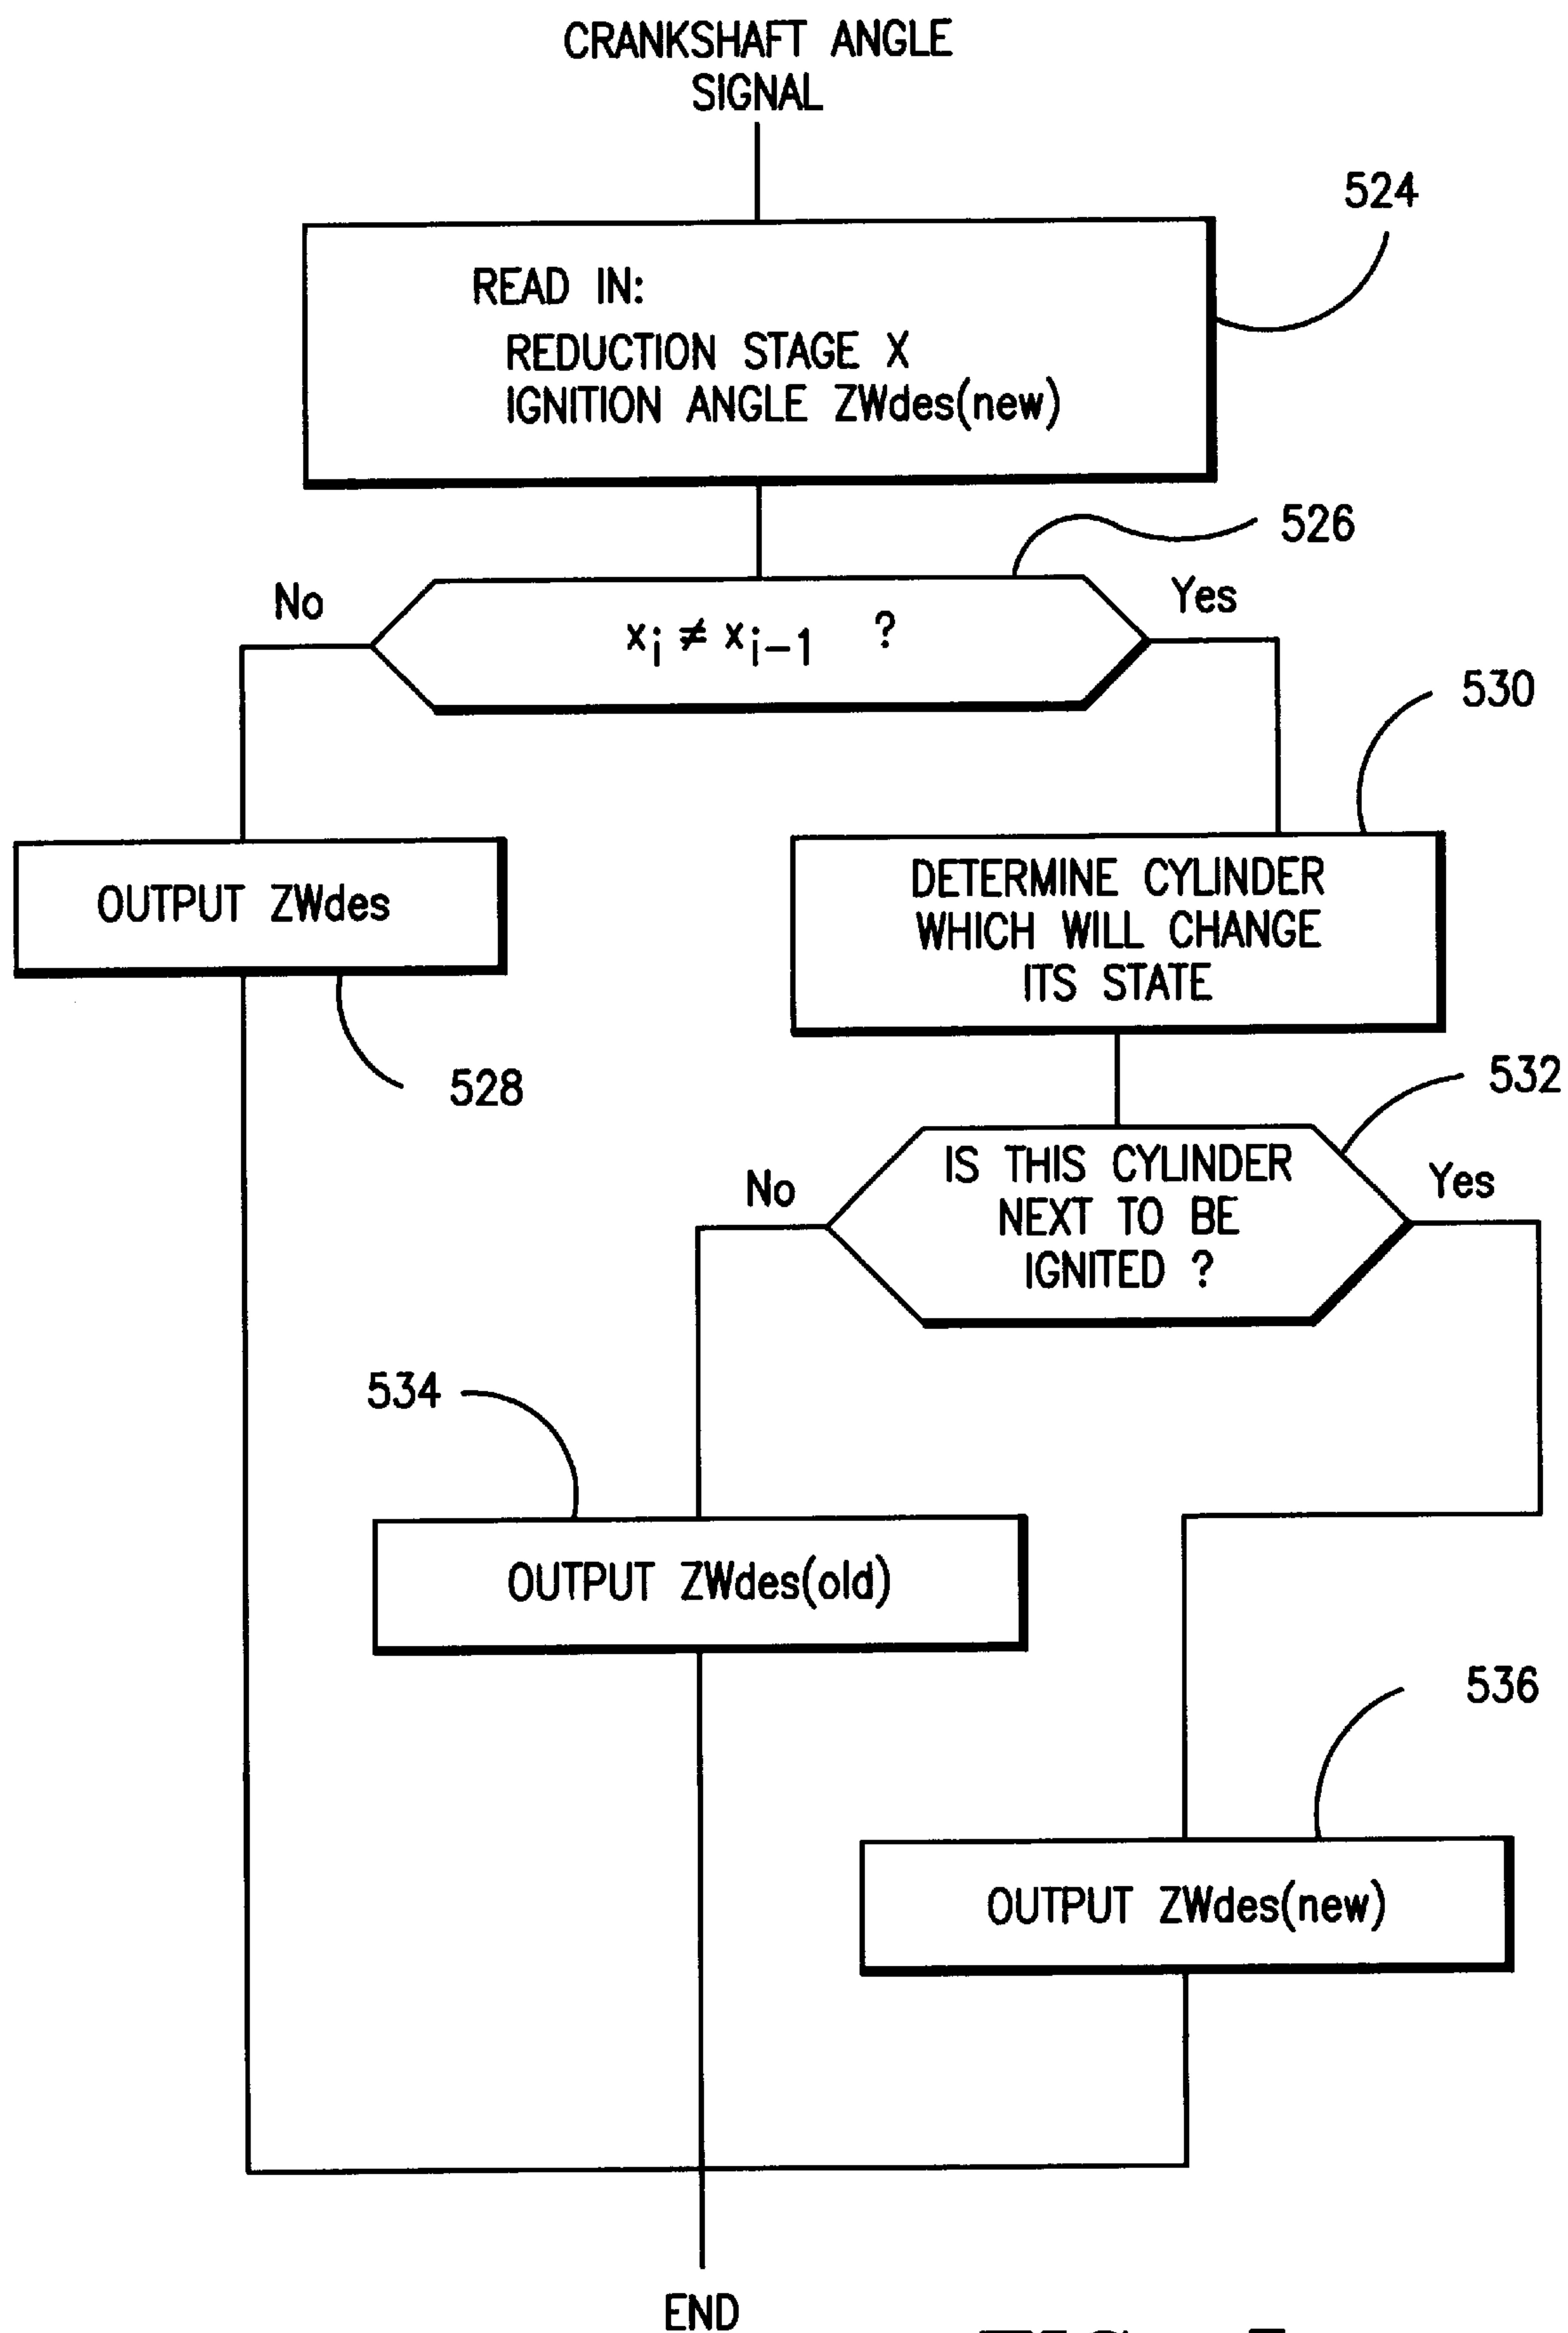 CRANKSHAFT ANGLE
SIGNAL
524
READ IN:
REDUCTION STAGE X
IGNITION ANGLE ZWdes(new)
526
No
Yes
xi ≠ xi−1 ?
530
OUTPUT ZWdes
DETERMINE CYLINDER
WHICH WILL CHANGE
ITS STATE
528
532
No
Yes
IS THIS CYLINDER
NEXT TO BE
IGNITED ?
534
OUTPUT ZWdes(old)
536
OUTPUT ZWdes(new)
END